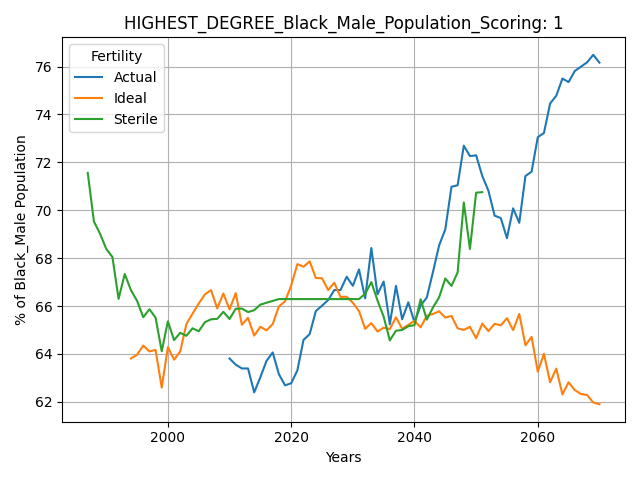 HIGHEST_DEGREE_Black_Male_Population_Scoring: 1
Fertility
Actual
Ideal
Sterile
% of Black_Male Population
76
74
72
70
68
66
64
62
2000
2020
2040
2060
Years